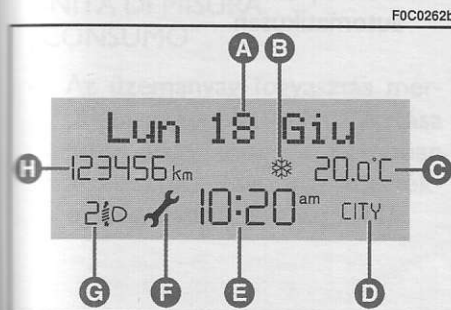 F0C0262b
A B
Lun 18 Giu
H 123456 km 20.0°C C
2 10:20 am CITY
G F E D